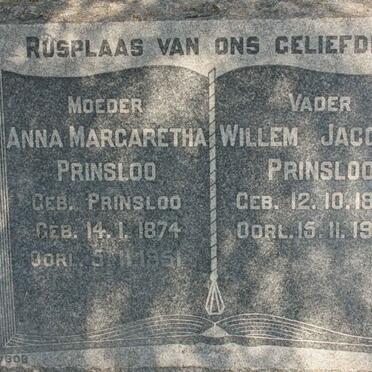 RUSPLAAS VAN ONS GELIEFD
MOEDER
ANNA MARGARETHA
PRINSLOO
GEB. PRINSLOO
GEB. 14.1.1874
OORL.
VADER
WILLEM JACO
PRINSLOO
GEB. 12.10.18
OORL. 15.11.19